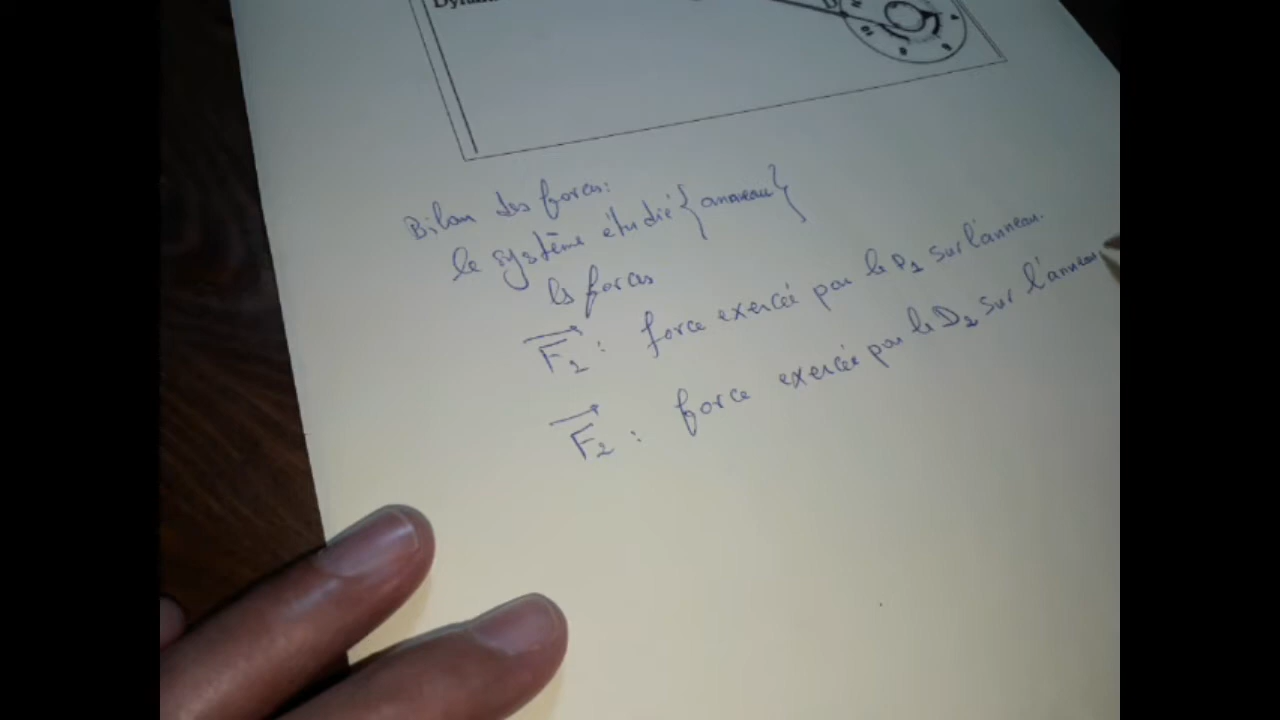 Bilan des forces:
le système étudié {anneau}
ls forces
F₂ : force exercée par le D₁ sur l'anneau.
F₂ : force exercée par le D₂ sur l'anneau